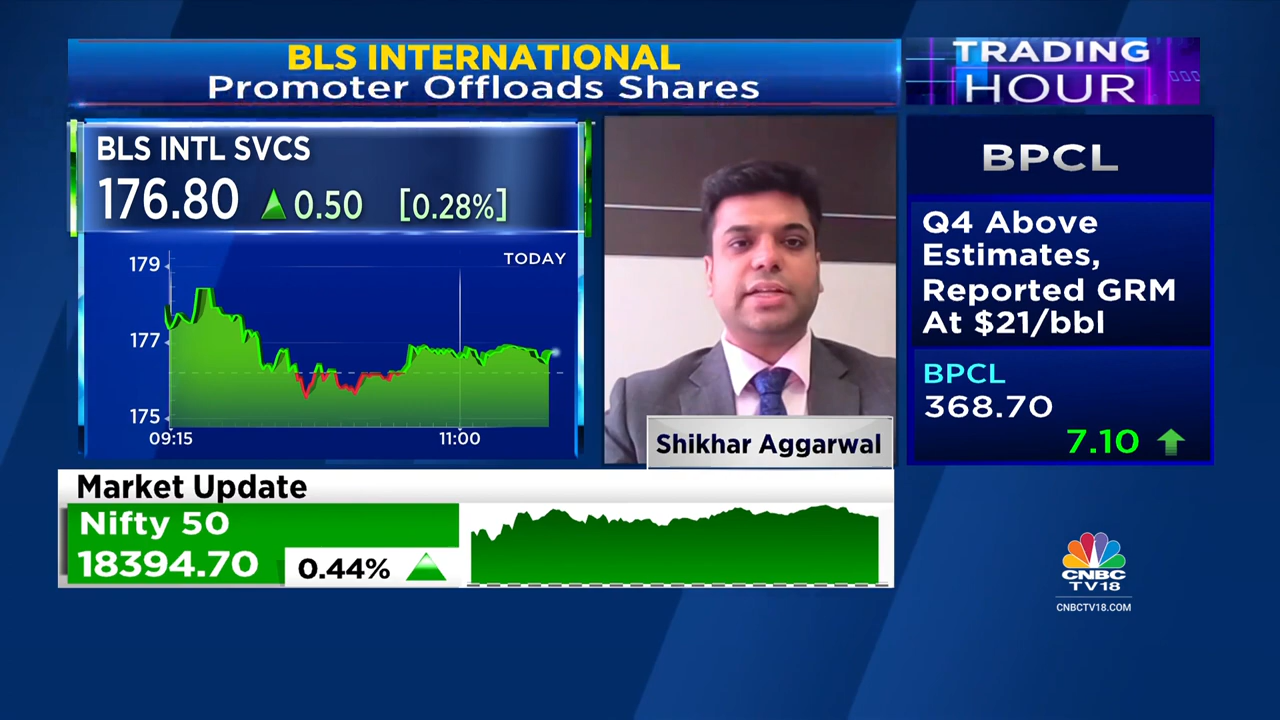 BLS INTERNATIONAL
Promoter Offloads Shares
TRADING
HOUR
BLS INTL SVCS
176.80 ▲ 0.50 [0.28%]
TODAY
179
177
175
09:15 11:00
Shikhar Aggarwal
BPCL
Q4 Above
Estimates,
Reported GRM
At $21/bbl
BPCL
368.70
7.10
Market Update
Nifty 50
18394.70 0.44%
CNBC
TV18
CNBCTV18.COM